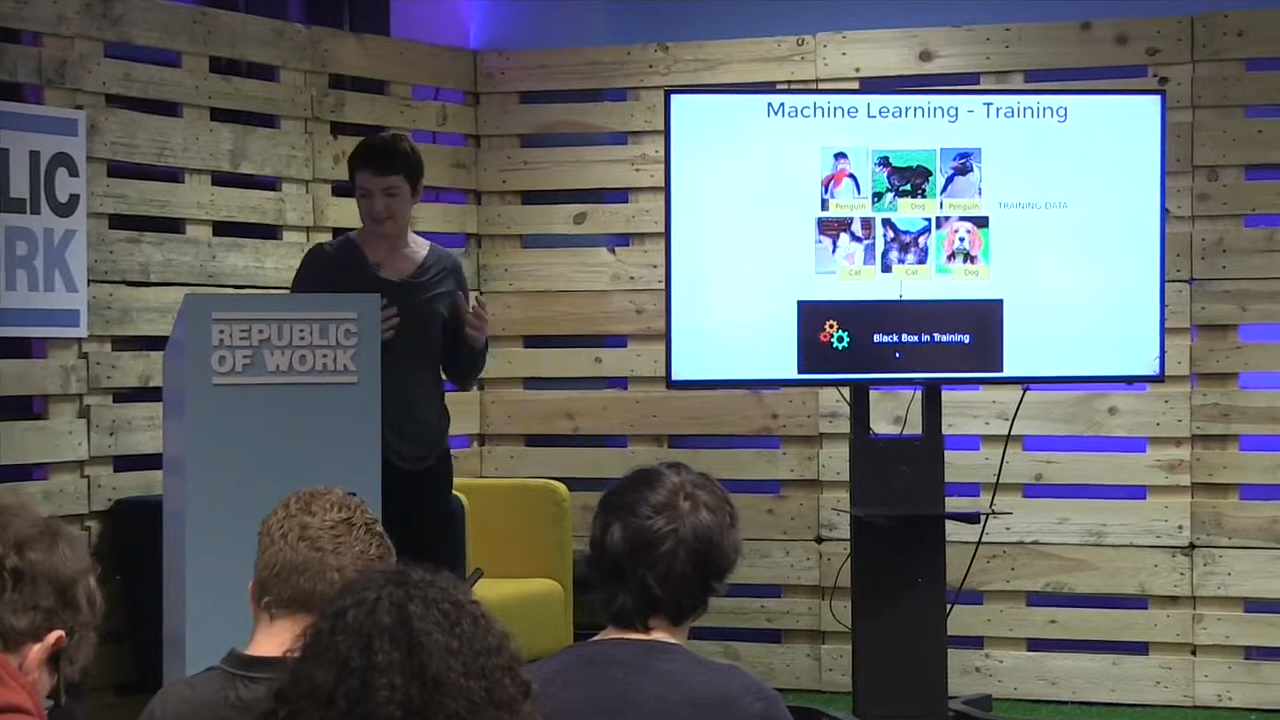 LIC
RK
REPUBLIC
OF WORK
Machine Learning - Training
Penguin
Dog
Penguin
TRAINING DATA
Cat
Cat
Dog
Black Box in Training